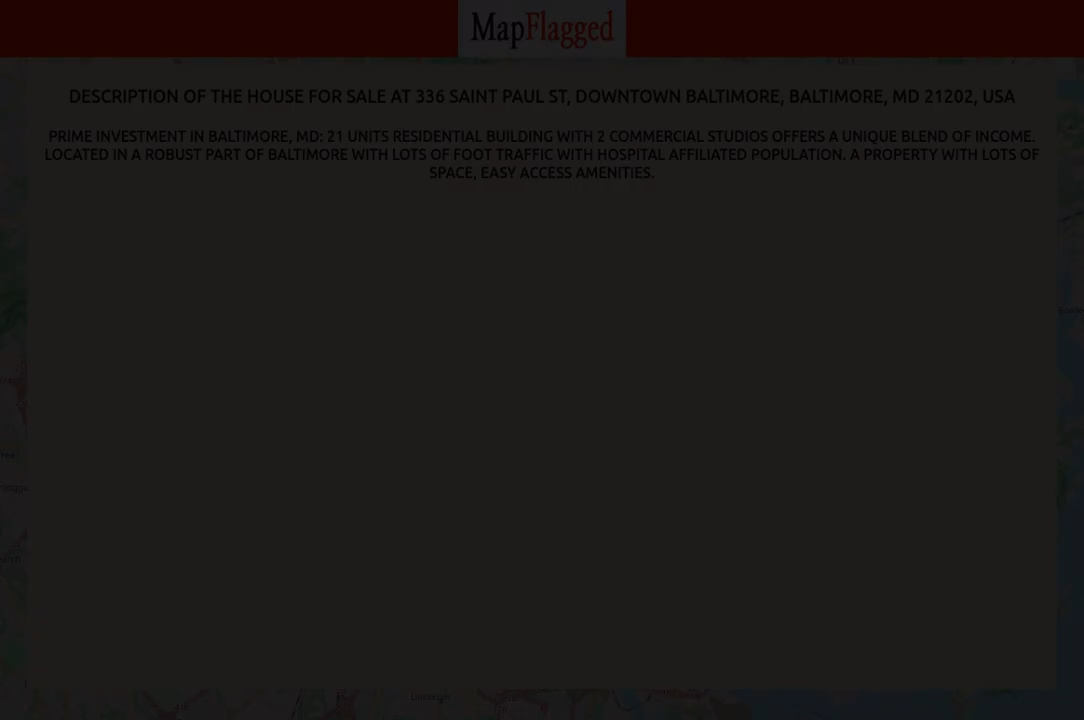 MapFlagged
DESCRIPTION OF THE HOUSE FOR SALE AT 336 SAINT PAUL ST, DOWNTOWN BALTIMORE, BALTIMORE, MD 21202, USA
PRIME INVESTMENT IN BALTIMORE, MD: 21 UNITS RESIDENTIAL BUILDING WITH 2 COMMERCIAL STUDIOS OFFERS A UNIQUE BLEND OF INCOME.
LOCATED IN A ROBUST PART OF BALTIMORE WITH LOTS OF FOOT TRAFFIC WITH HOSPITAL AFFILIATED POPULATION. A PROPERTY WITH LOTS OF
SPACE, EASY ACCESS AMENITIES.